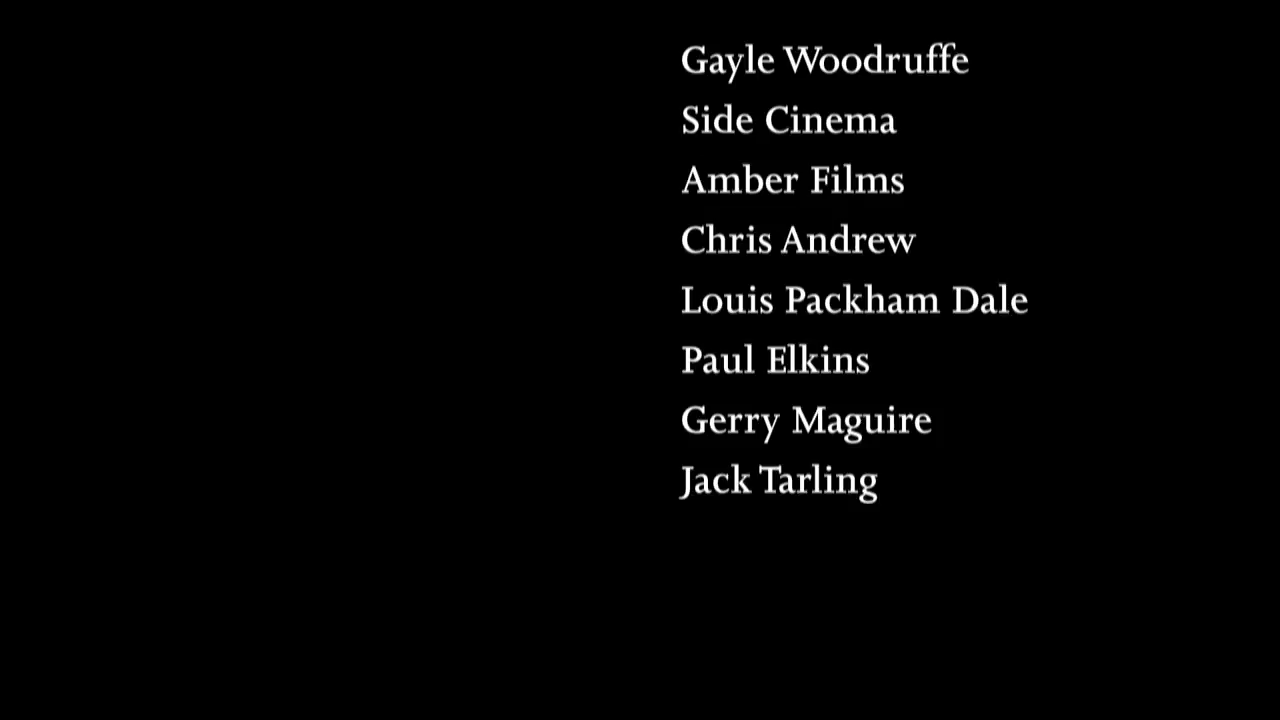 Gayle Woodruffe
Side Cinema
Amber Films
Chris Andrew
Louis Packham Dale
Paul Elkins
Gerry Maguire
Jack Tarling